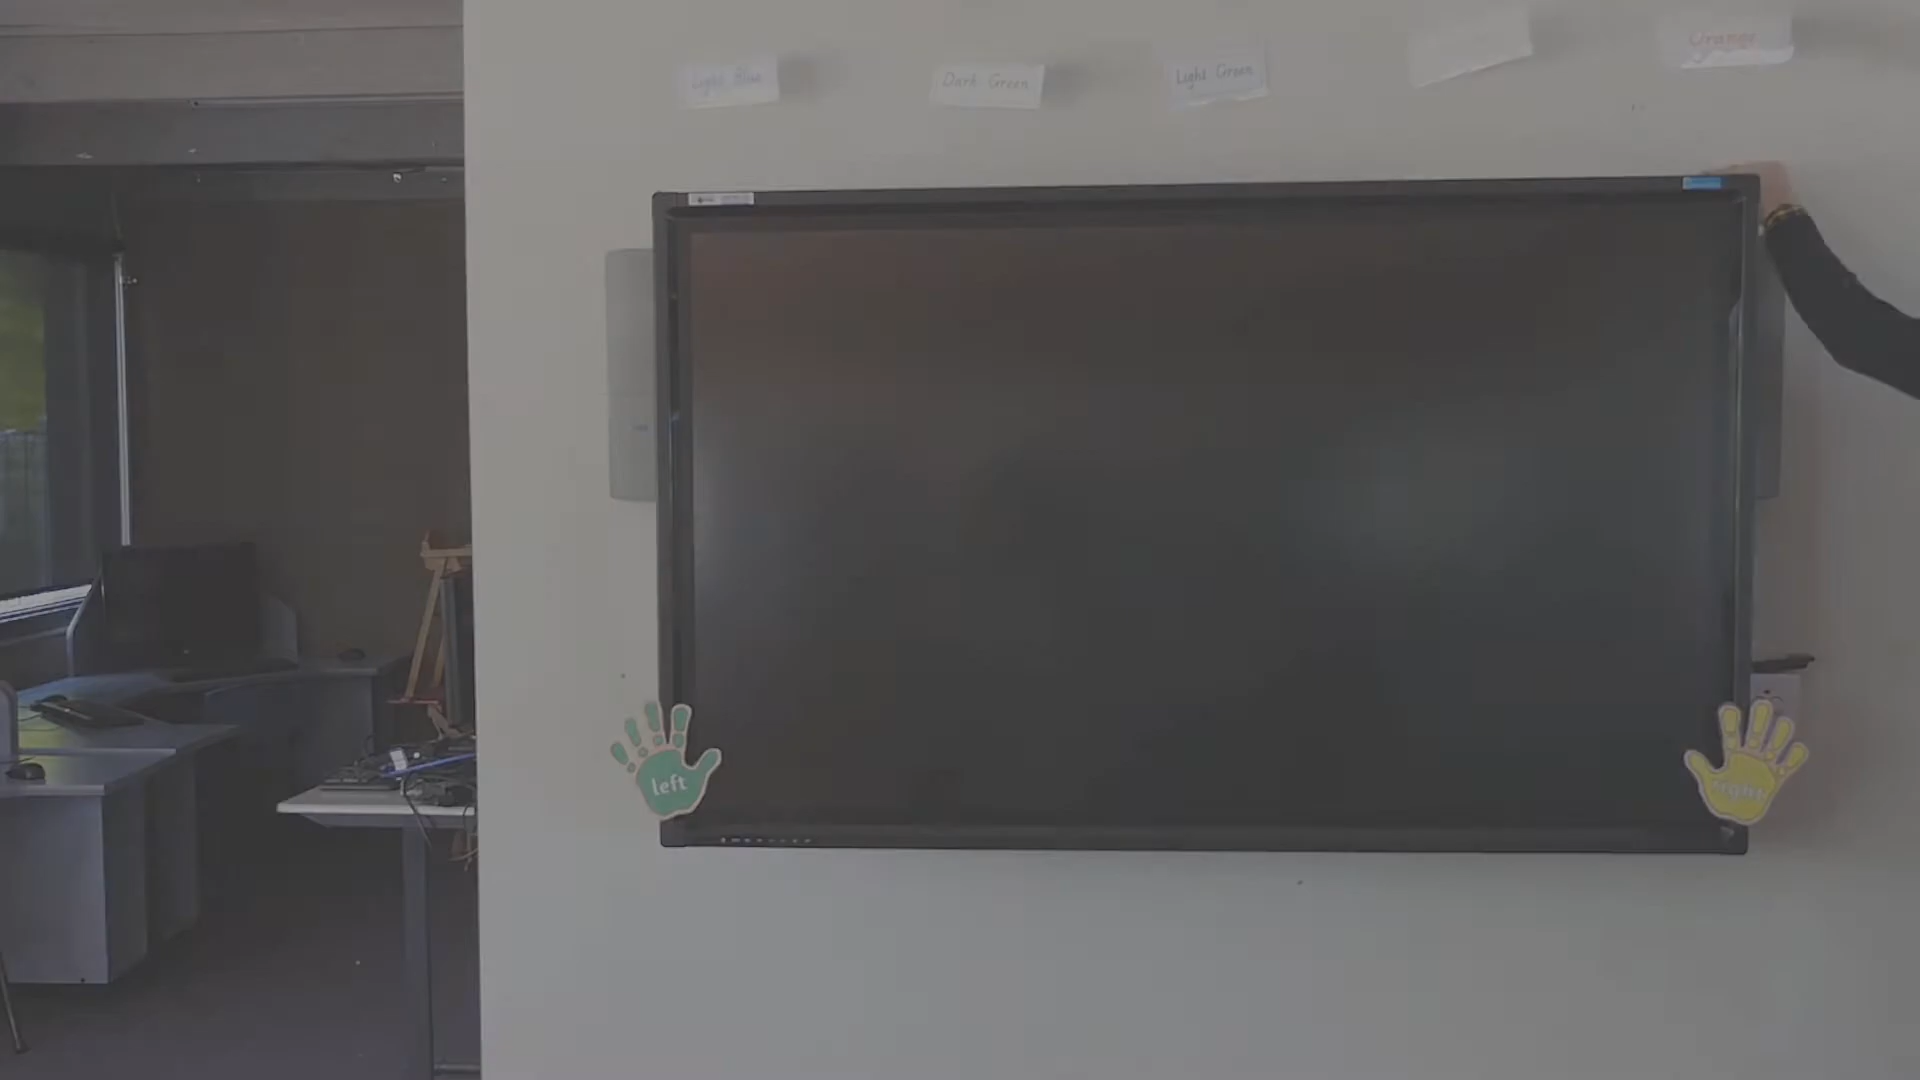 Light Blue
Dark Green
Light Green
Orange
left
right